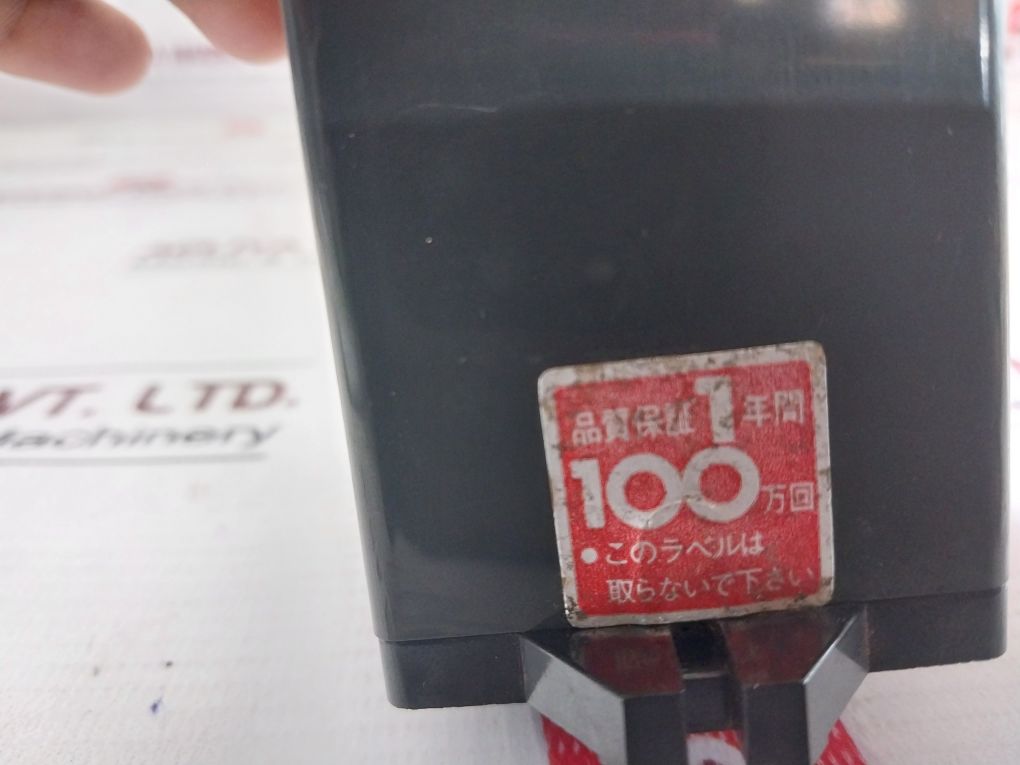 VT. LTD.
Machinery
品質保証1年間
100万回
●このラベルは
取らないで下さい